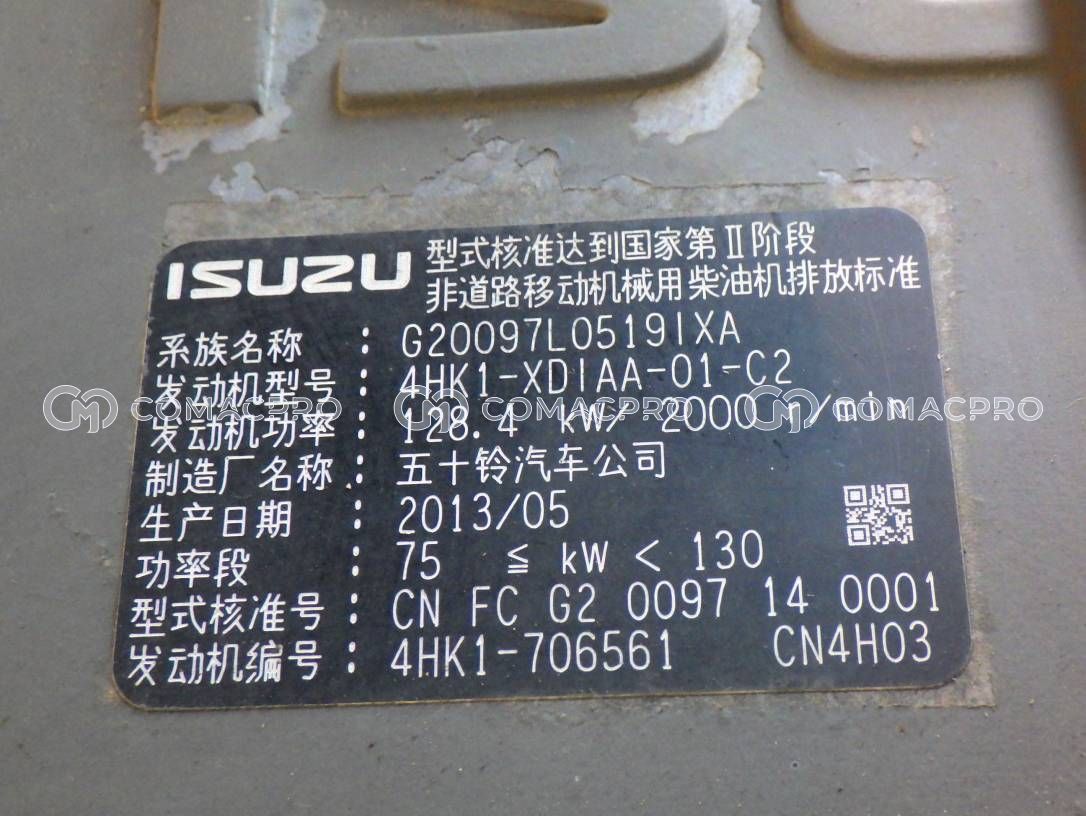 ISUZU
型式核准达到国家第Ⅱ阶段
非道路移动机械用柴油机排放标准
系族名称 : G20097L0519IXA
发动机型号 : 4HK1-XDIAA-01-C2
发动机功率 : 128.4 kW/ 2000 r/min
制造厂名称 : 五十铃汽车公司
生产日期 : 2013/05
功率段 : 75 ≦ kW < 130
型式核准号 : CN FC G2 0097 14 0001
发动机编号 : 4HK1-706561 CN4H03
COMACPRO COMACPRO COMACPRO COMACPRO